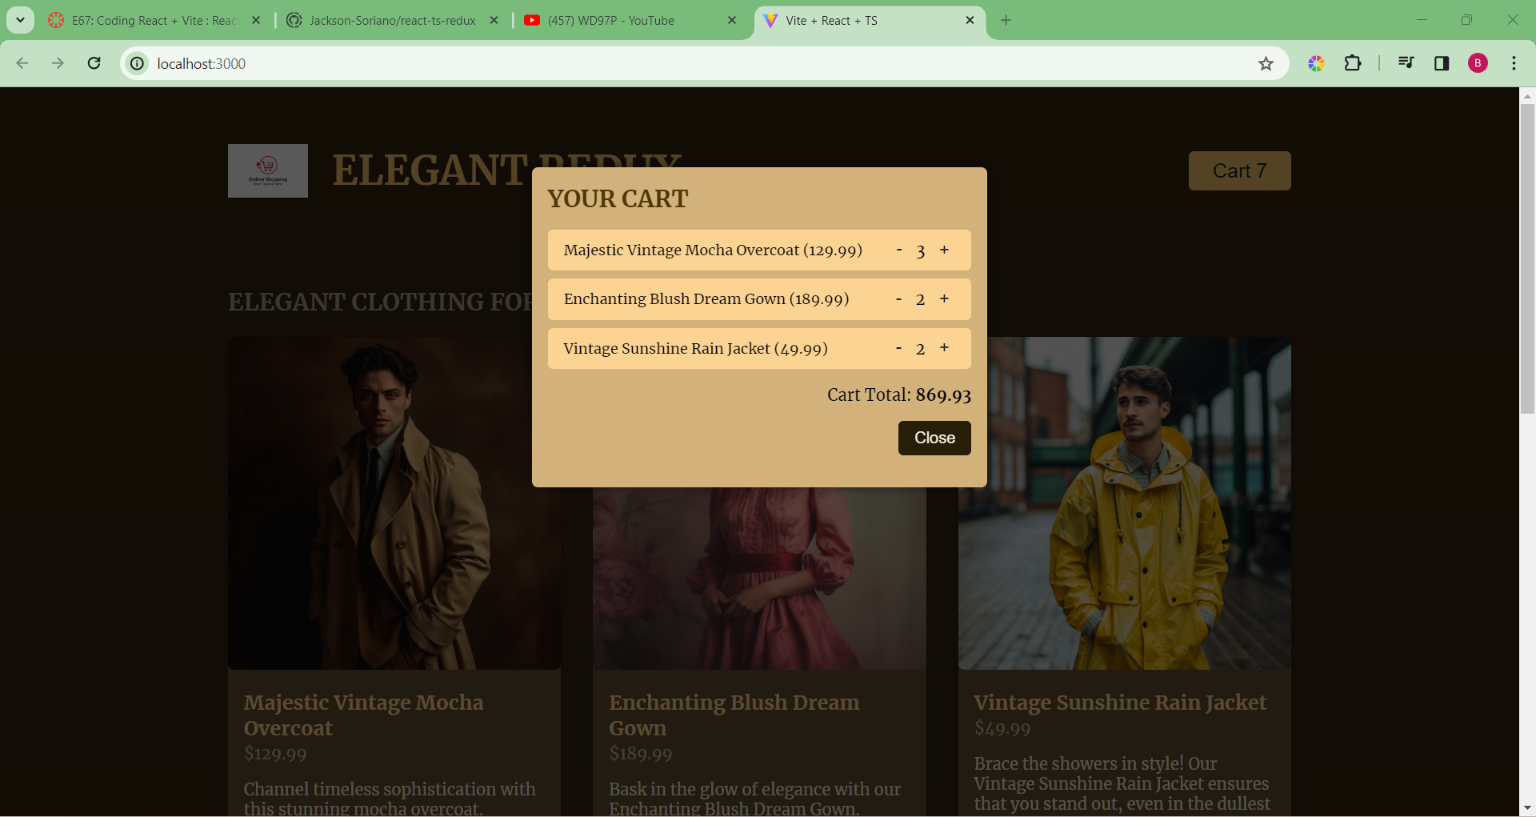 E67: Coding React + Vite : Reac
Jackson-Soriano/react-ts-redux
(457) WD97P - YouTube
Vite + React + TS
localhost:3000
B
Online Shopping
ELEGANT REDUX
Cart 7
YOUR CART
Majestic Vintage Mocha Overcoat (129.99) - 3 +
Enchanting Blush Dream Gown (189.99) - 2 +
Vintage Sunshine Rain Jacket (49.99) - 2 +
Cart Total: 869.93
Close
ELEGANT CLOTHING FOR
Majestic Vintage Mocha
Overcoat
$129.99
Channel timeless sophistication with
this stunning mocha overcoat.
Enchanting Blush Dream
Gown
$189.99
Bask in the glow of elegance with our
Enchanting Blush Dream Gown.
Vintage Sunshine Rain Jacket
$49.99
Brace the showers in style! Our
Vintage Sunshine Rain Jacket ensures
that you stand out, even in the dullest